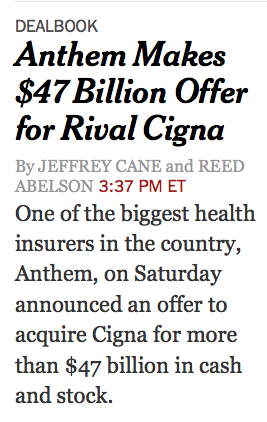 DEALBOOK
Anthem Makes
$47 Billion Offer
for Rival Cigna
By JEFFREY CANE and REED
ABELSON 3:37 PM ET
One of the biggest health
insurers in the country,
Anthem, on Saturday
announced an offer to
acquire Cigna for more
than $47 billion in cash
and stock.